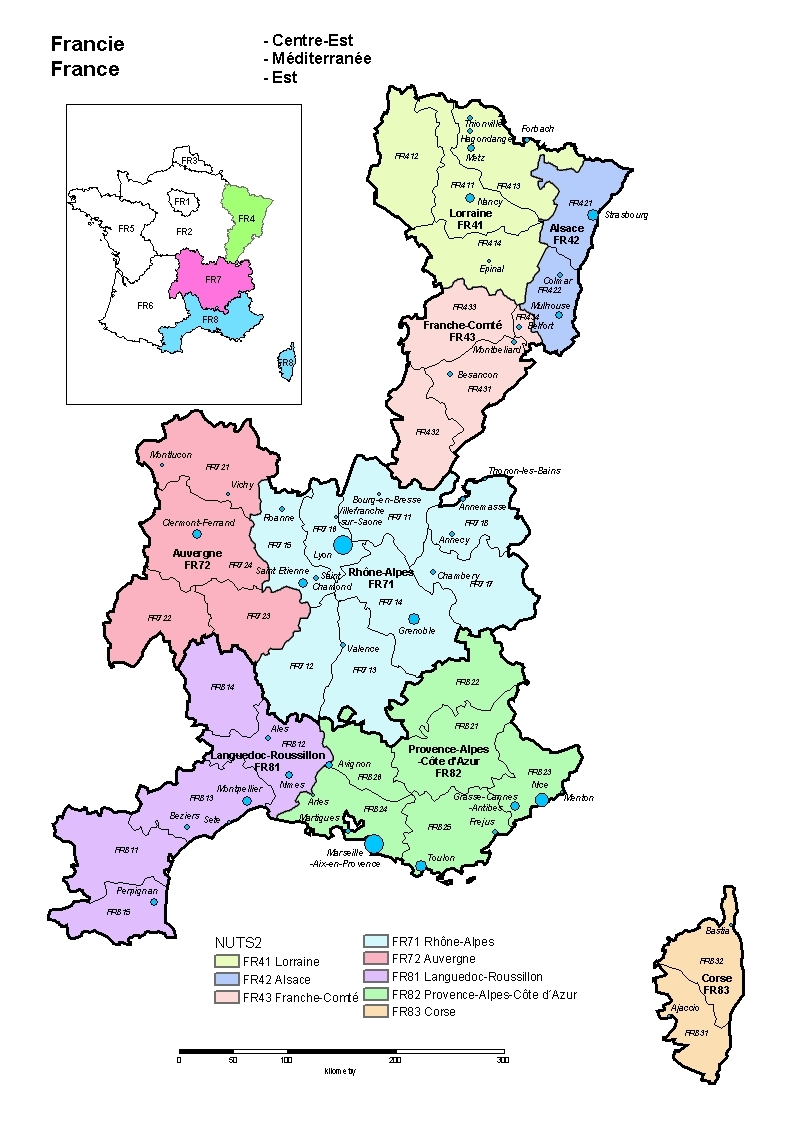 Francie
France
- Centre-Est
- Méditerranée
- Est
FR3
FR1
FR4
FR5
FR2
FR7
FR6
FR8
FR8
Thionville
Forbach
Hagondange
FR412
Metz
FR411
FR413
Nancy
Lorraine
FR41
FR421
Strasbourg
Alsace
FR42
FR414
Epinal
Colmar
FR422
Mulhouse
FR433
FR434
Belfort
Franche-Comté
FR43
Montbeliard
Besancon
FR431
FR432
Montlucon
FR721
Vichy
Clermont-Ferrand
Auvergne
FR72
FR724
FR722
FR723
Thonon-les-Bains
Bourg-en-Bresse
Annemasse
Roanne
Villefranche
-sur-Saone
FR711
FR716
FR718
FR715
Annecy
Lyon
Saint Etienne
Saint
Chamond
Rhône-Alpes
FR71
Chambery
FR717
FR714
Grenoble
Valence
FR712
FR713
FR814
FR822
FR821
Ales
FR812
Languedoc-Roussillon
FR81
Provence-Alpes
-Côte d'Azur
FR82
Avignon
FR826
FR823
Nimes
Nice
Montpellier
FR813
Arles
Grasse-Cannes
-Antibes
Menton
FR824
Martigues
Beziers
Sete
FR825
Frejus
FR811
Marseille
-Aix-en-Provence
Toulon
Perpignan
FR815
Bastia
FR832
Corse
FR83
Ajaccio
FR831
NUTS2
FR41 Lorraine
FR42 Alsace
FR43 Franche-Comté
FR71 Rhône-Alpes
FR72 Auvergne
FR81 Languedoc-Roussillon
FR82 Provence-Alpes-Côte d´Azur
FR83 Corse
0 50 100 200 300
kilometry